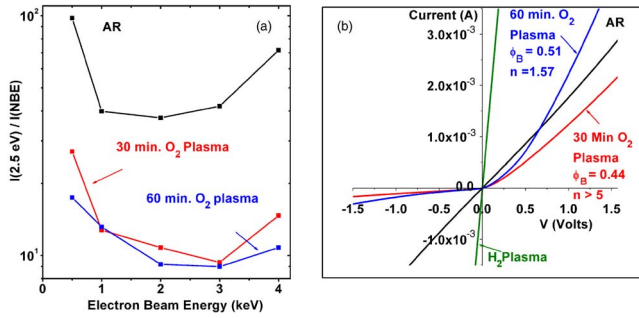 (a)
AR
I(2.5 eV) / I(NBE)
10²
10¹
30 min. O₂ Plasma
60 min. O₂ plasma
0 1 2 3 4
Electron Beam Energy (keV)
(b)
Current (A)
AR
60 min. O₂
Plasma
ϕB = 0.51
n =1.57
3.0x10⁻³
2.0x10⁻³
1.0x10⁻³
0.0
-1.0x10⁻³
30 Min O₂
Plasma
ϕB = 0.44
n > 5
-1.5 -1.0 -0.5 0.0 0.5 1.0 1.5
V (Volts)
H₂Plasma